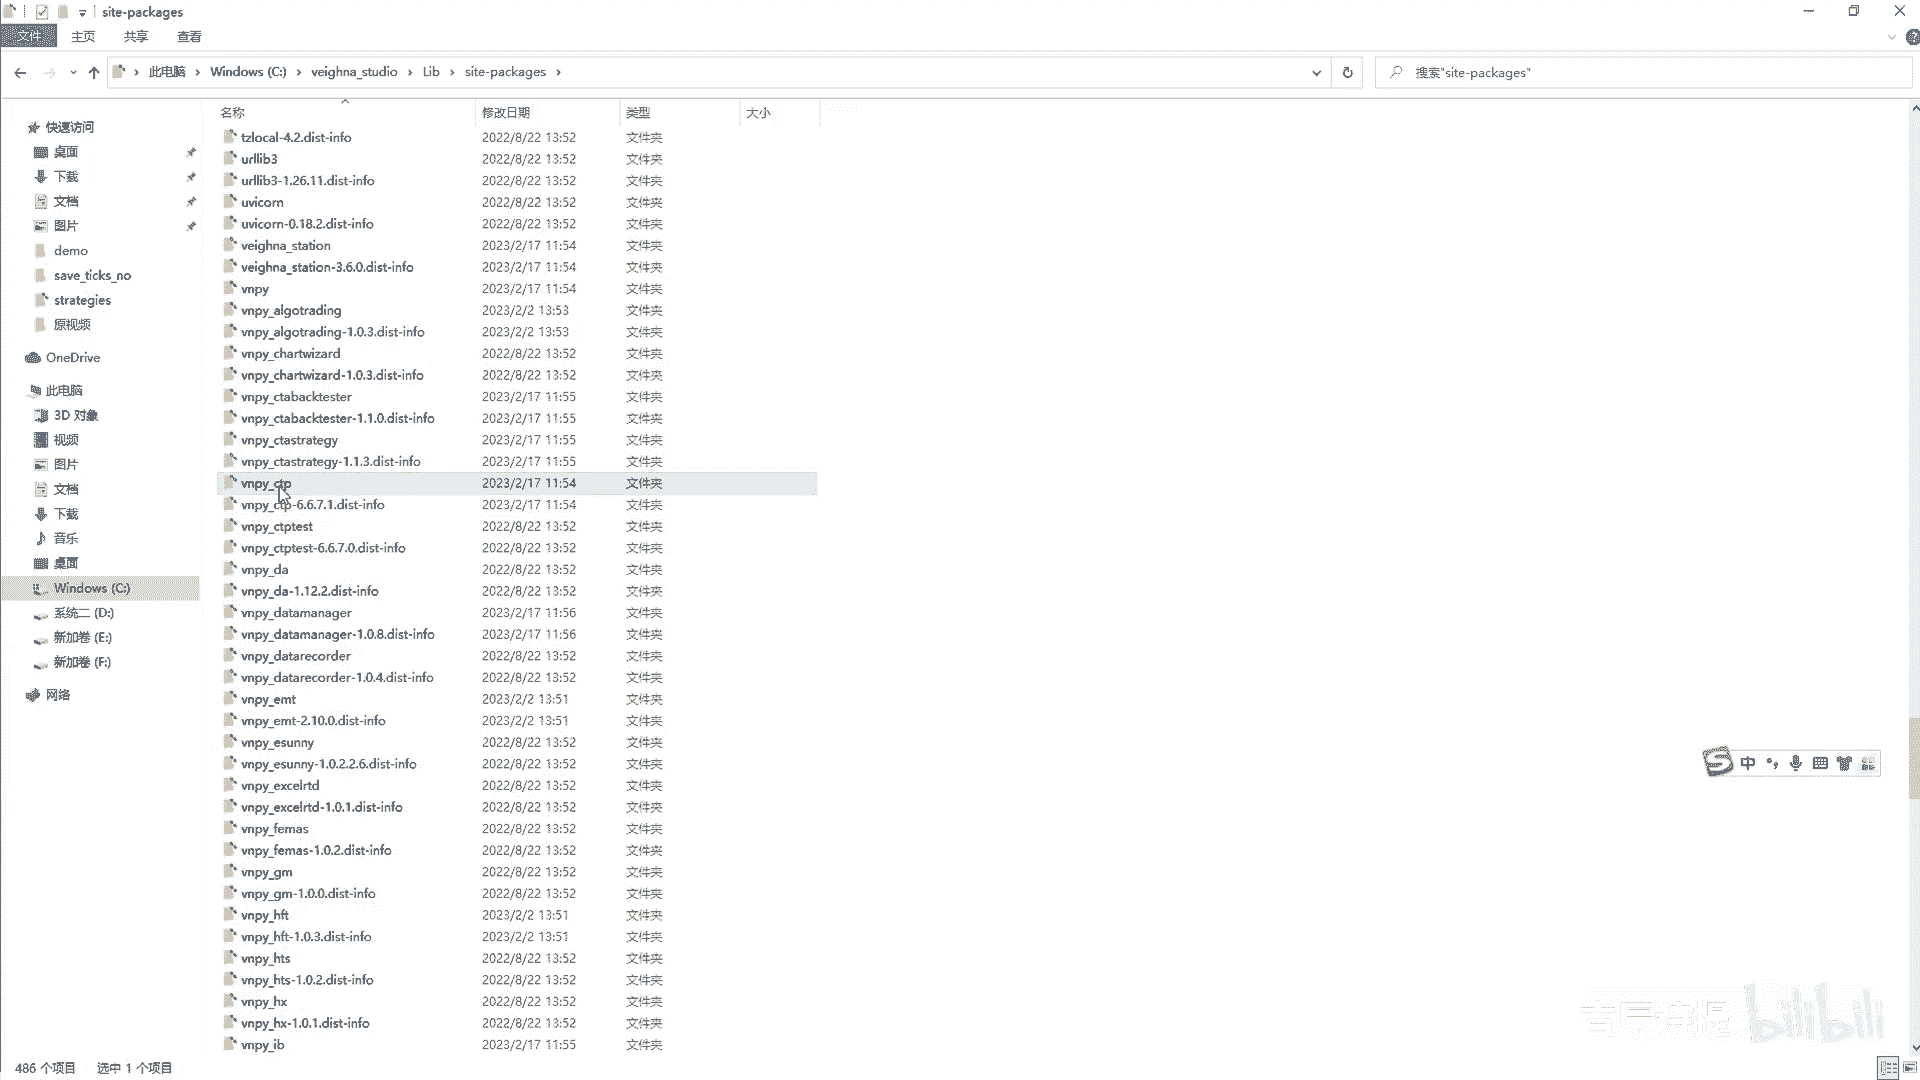 site-packages
文件 主页 共享 查看
此电脑 Windows (C:) veighna_studio Lib site-packages 搜索"site-packages"
名称 修改日期 类型 大小
快速访问
桌面
下载
文档
图片
demo
save_ticks_no
strategies
原视频
OneDrive
此电脑
3D 对象
视频
图片
文档
下载
音乐
桌面
Windows (C:)
系统二 (D:)
新加卷 (E:)
新加卷 (F:)
网络
tzlocal-4.2.dist-info 2022/8/22 13:52 文件夹
urllib3 2022/8/22 13:52 文件夹
urllib3-1.26.11.dist-info 2022/8/22 13:52 文件夹
uvicorn 2022/8/22 13:52 文件夹
uvicorn-0.18.2.dist-info 2022/8/22 13:52 文件夹
veighna_station 2023/2/17 11:54 文件夹
veighna_station-3.6.0.dist-info 2023/2/17 11:54 文件夹
vnpy 2023/2/17 11:54 文件夹
vnpy_algotrading 2023/2/2 13:53 文件夹
vnpy_algotrading-1.0.3.dist-info 2023/2/2 13:53 文件夹
vnpy_chartwizard 2022/8/22 13:52 文件夹
vnpy_chartwizard-1.0.3.dist-info 2022/8/22 13:52 文件夹
vnpy_ctabacktester 2023/2/17 11:55 文件夹
vnpy_ctabacktester-1.1.0.dist-info 2023/2/17 11:55 文件夹
vnpy_ctastrategy 2023/2/17 11:55 文件夹
vnpy_ctastrategy-1.1.3.dist-info 2023/2/17 11:55 文件夹
vnpy_ctp 2023/2/17 11:54 文件夹
vnpy_ctp-6.6.7.1.dist-info 2023/2/17 11:54 文件夹
vnpy_ctptest 2022/8/22 13:52 文件夹
vnpy_ctptest-6.6.7.0.dist-info 2022/8/22 13:52 文件夹
vnpy_da 2022/8/22 13:52 文件夹
vnpy_da-1.12.2.dist-info 2022/8/22 13:52 文件夹
vnpy_datamanager 2023/2/17 11:56 文件夹
vnpy_datamanager-1.0.8.dist-info 2023/2/17 11:56 文件夹
vnpy_datarecorder 2022/8/22 13:52 文件夹
vnpy_datarecorder-1.0.4.dist-info 2022/8/22 13:52 文件夹
vnpy_emt 2023/2/2 13:51 文件夹
vnpy_emt-2.10.0.dist-info 2023/2/2 13:51 文件夹
vnpy_esunny 2022/8/22 13:52 文件夹
vnpy_esunny-1.0.2.2.6.dist-info 2022/8/22 13:52 文件夹
vnpy_excelrtd 2022/8/22 13:52 文件夹
vnpy_excelrtd-1.0.1.dist-info 2022/8/22 13:52 文件夹
vnpy_femas 2022/8/22 13:52 文件夹
vnpy_femas-1.0.2.dist-info 2022/8/22 13:52 文件夹
vnpy_gm 2022/8/22 13:52 文件夹
vnpy_gm-1.0.0.dist-info 2022/8/22 13:52 文件夹
vnpy_hft 2023/2/2 13:51 文件夹
vnpy_hft-1.0.3.dist-info 2023/2/2 13:51 文件夹
vnpy_hts 2022/8/22 13:52 文件夹
vnpy_hts-1.0.2.dist-info 2022/8/22 13:52 文件夹
vnpy_hx 2022/8/22 13:52 文件夹
vnpy_hx-1.0.1.dist-info 2022/8/22 13:52 文件夹
vnpy_ib 2023/2/17 11:55 文件夹
中
bilibili
486 个项目 选中 1 个项目